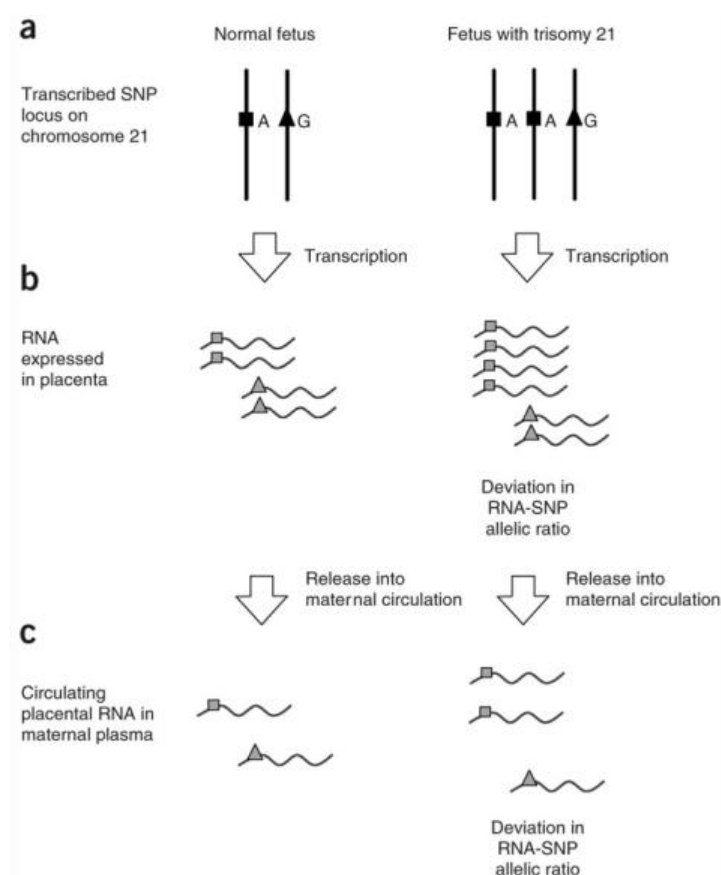 a
Normal fetus
Fetus with trisomy 21
Transcribed SNP
locus on
chromosome 21
A
G
A
A
G
Transcription
Transcription
b
RNA
expressed
in placenta
Deviation in
RNA-SNP
allelic ratio
Release into
maternal circulation
Release into
maternal circulation
c
Circulating
placental RNA in
maternal plasma
Deviation in
RNA-SNP
allelic ratio